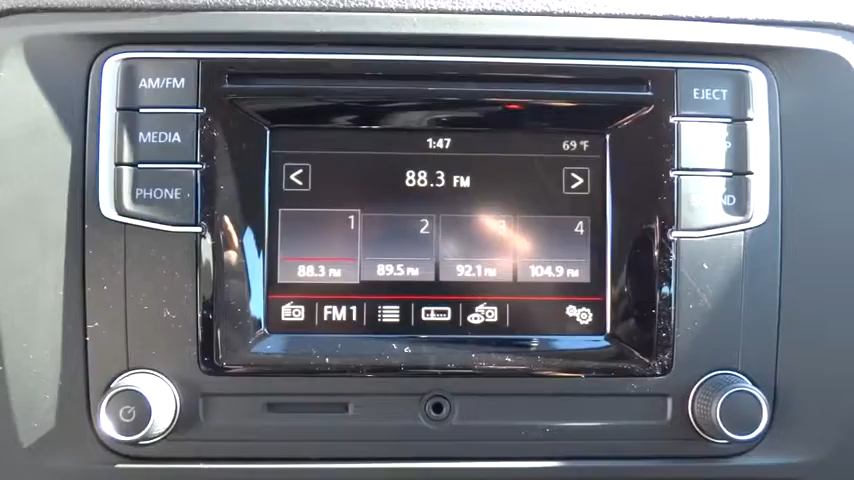 AM/FM
MEDIA
PHONE
EJECT
1:47
69°F
88.3 FM
1
2
3
4
88.3 FM
89.5 FM
92.1 FM
104.9 FM
FM 1